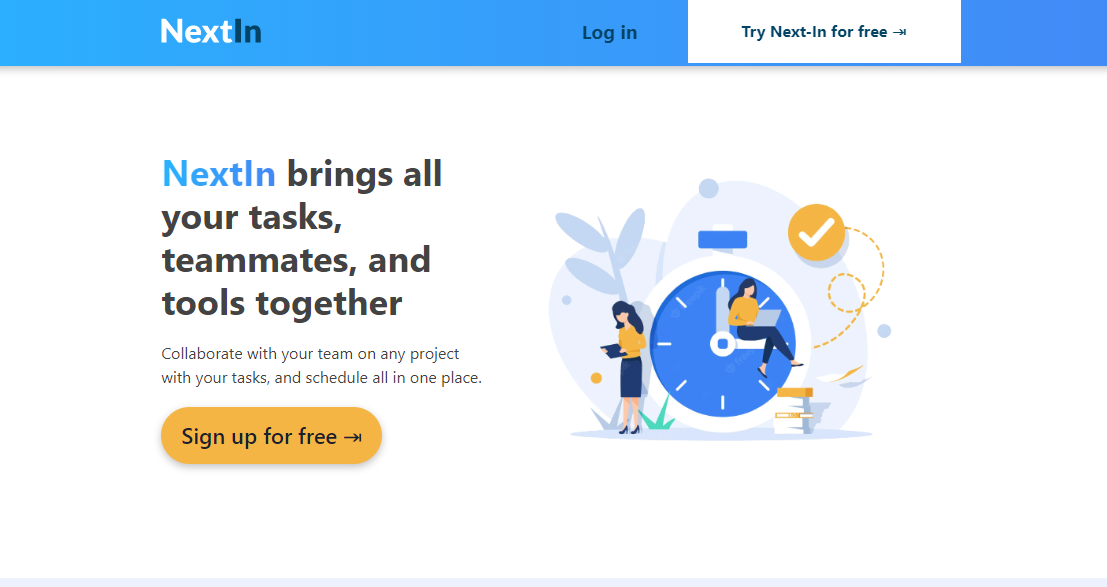 NextIn
Log in
Try Next-In for free ⇥
NextIn brings all
your tasks,
teammates, and
tools together
Collaborate with your team on any project
with your tasks, and schedule all in one place.
Sign up for free ⇥